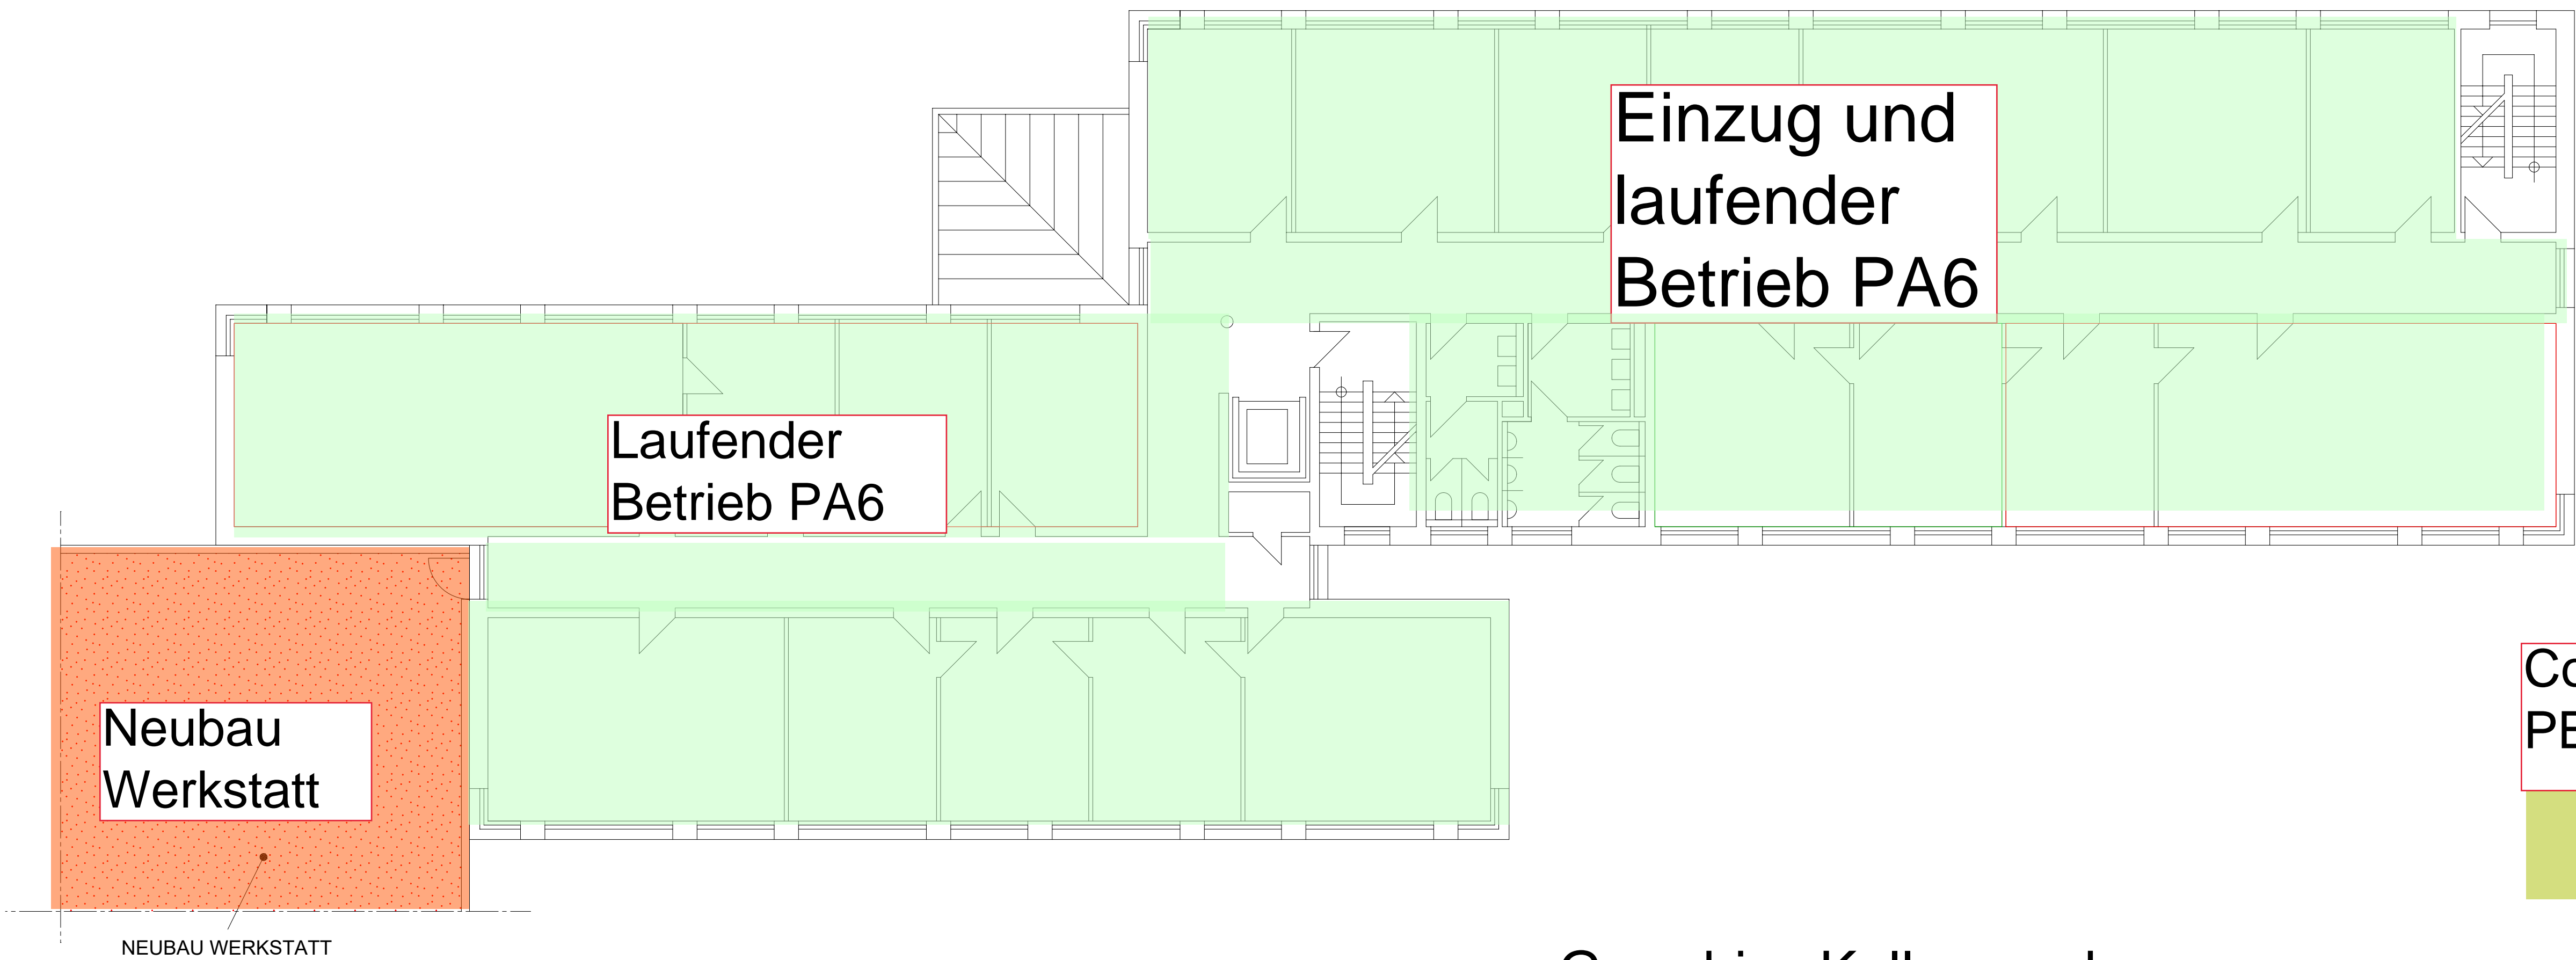 Einzug und
laufender
Betrieb PA6
Laufender
Betrieb PA6
Neubau
Werkstatt
NEUBAU WERKSTATT